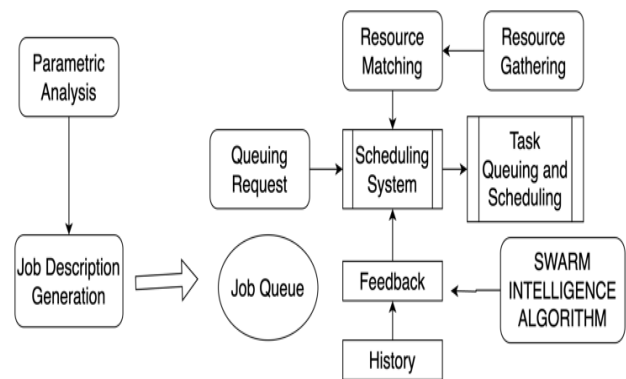 Parametric
Analysis
Resource
Matching
Resource
Gathering
Queuing
Request
Scheduling
System
Task
Queuing and
Scheduling
Job Description
Generation
Job Queue
Feedback
SWARM
INTELLIGENCE
ALGORITHM
History